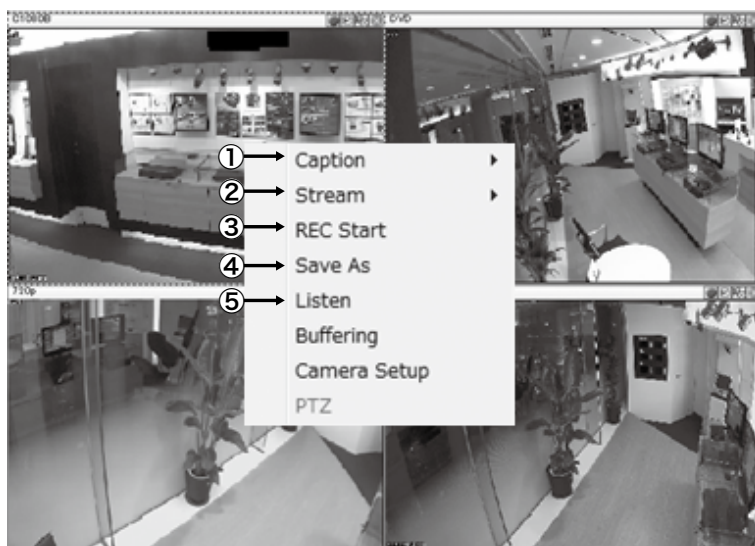 DVD
① Caption
② Stream
③ REC Start
④ Save As
⑤ Listen
720p
Buffering
Camera Setup
PTZ